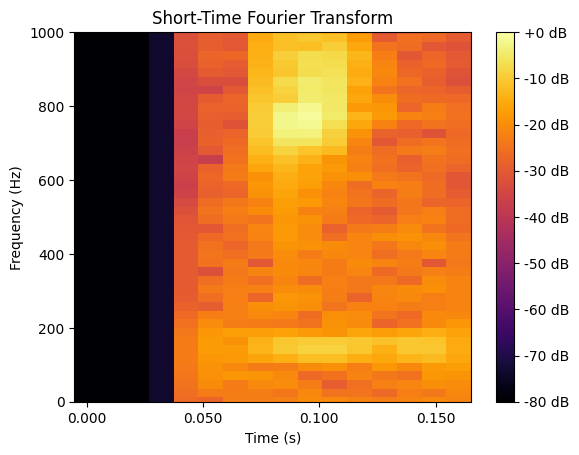 Short-Time Fourier Transform
Frequency (Hz)
1000
800
600
400
200
0
0.000
0.050
0.100
0.150
Time (s)
+0 dB
-10 dB
-20 dB
-30 dB
-40 dB
-50 dB
-60 dB
-70 dB
-80 dB